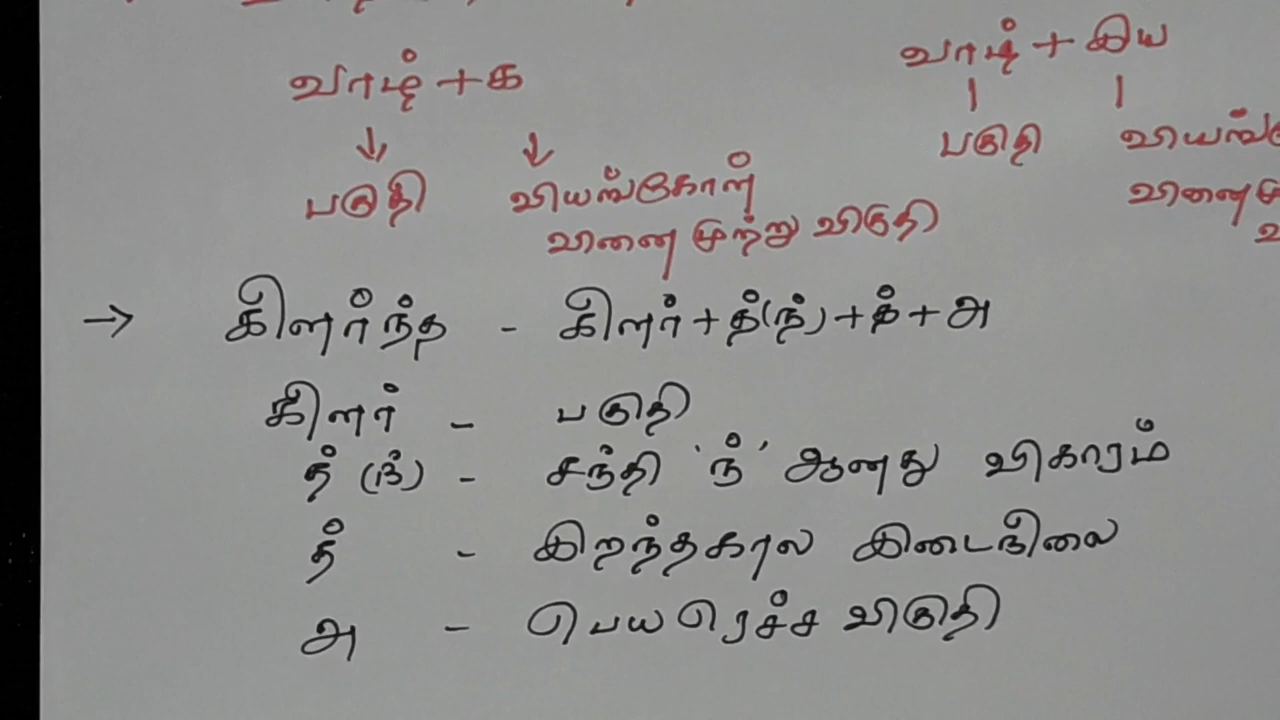 வாழ் + க
வாழ் + இய
பகுதி
வியங்கோள்
வினை முற்று விகுதி
பகுதி
→ கிளர்ந்த - கிளர் + த்(ந்) + த் + அ
கிளர் - பகுதி
த் (ந்) - சந்தி 'ந்' ஆனது விகாரம்
த் - இறந்தகால இடைநிலை
அ - பெயரெச்ச விகுதி